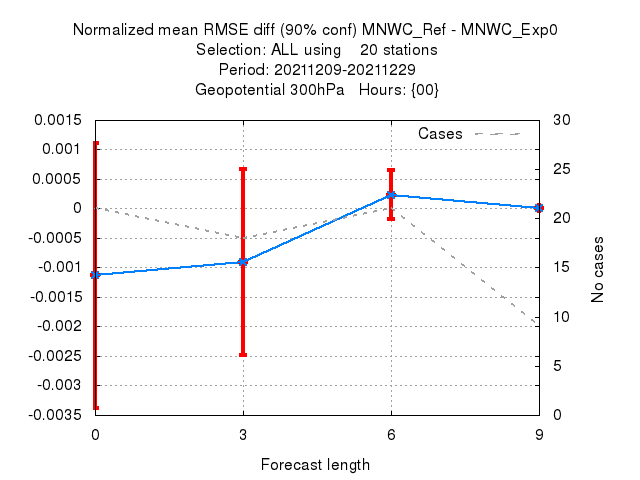 Normalized mean RMSE diff (90% conf) MNWC_Ref - MNWC_Exp0
Selection: ALL using    20 stations
Period: 20211209-20211229
Geopotential 300hPa   Hours: {00}
Cases
0.0015
0.001
0.0005
0
-0.0005
-0.001
-0.0015
-0.002
-0.0025
-0.003
-0.0035
30
25
20
15
10
5
0
No cases
0 3 6 9
Forecast length